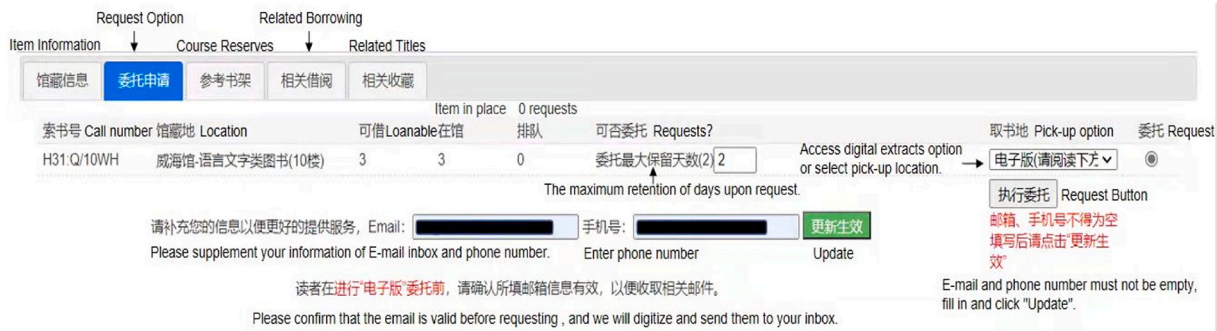 Request Option Related Borrowing
Item Information Course Reserves Related Titles
馆藏信息 委托申请 参考书架 相关借阅 相关收藏
Item in place 0 requests
索书号 Call number 馆藏地 Location 可借Loanable在馆 排队 可否委托 Requests? 取书地 Pick-up option 委托 Request
H31:Q/10WH 威海馆-语言文字类图书(10楼) 3 3 0 委托最大保留天数(2) 2 Access digital extracts option or select pick-up location. 电子版(请阅读下方
The maximum retention of days upon request.
执行委托 Request Button
请补充您的信息以便更好的提供服务，Email: 手机号: 更新生效
Please supplement your information of E-mail inbox and phone number. Enter phone number Update
邮箱、手机号不得为空
填写后请点击“更新生
效”
读者在进行“电子版”委托前，请确认所填邮箱信息有效，以便收取相关邮件。
E-mail and phone number must not be empty,
fill in and click "Update".
Please confirm that the email is valid before requesting , and we will digitize and send them to your inbox.